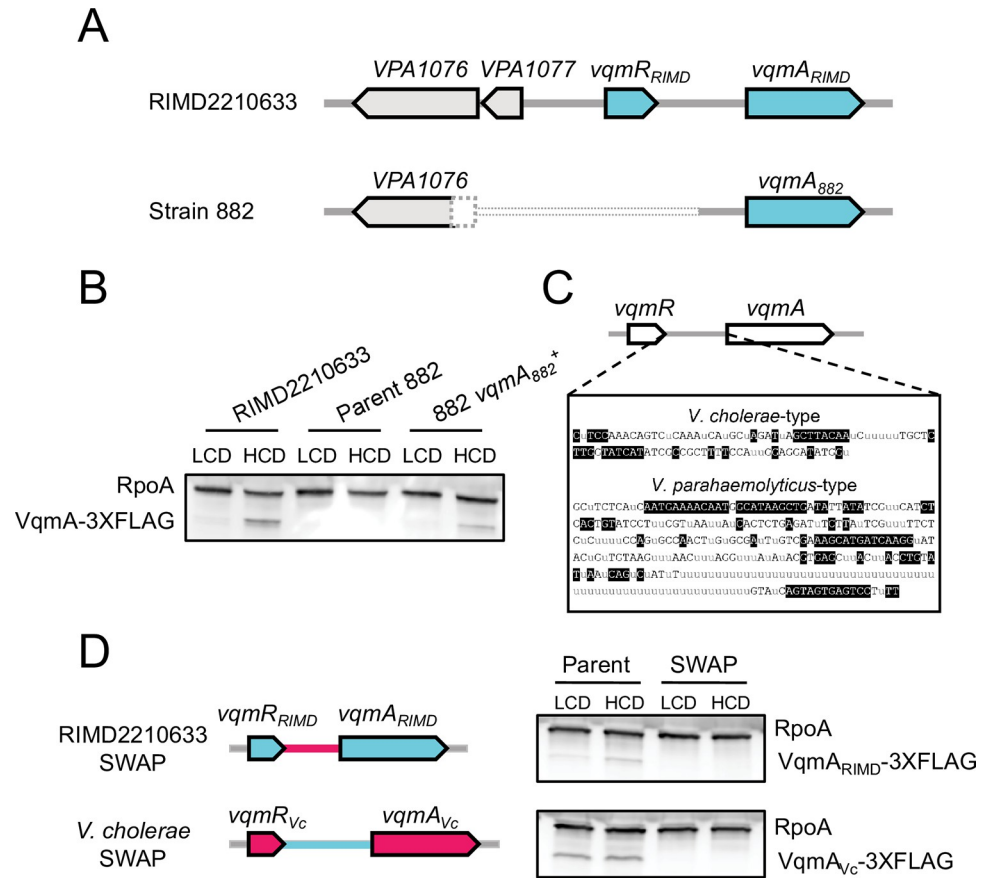 A
VPA1076 VPA1077 vqmR_RIMD vqmA_RIMD
RIMD2210633
VPA1076 vqmA_882
Strain 882
B
RIMD2210633 Parent 882 882 vqmA_882+
LCD HCD LCD HCD LCD HCD
RpoA
VqmA-3XFLAG
C
vqmR vqmA
V. cholerae-type
CuTCCAAACAGTCuCAAAuCAuGCuAGATuAGCTTACAAuCuuuuuTGCTC
V. parahaemolyticus-type
D
RIMD2210633
SWAP
vqmR_RIMD vqmA_RIMD
V. cholerae
SWAP
vqmR_Vc vqmA_Vc
Parent SWAP
LCD HCD LCD HCD
RpoA
VqmA_RIMD-3XFLAG
RpoA
VqmA_Vc-3XFLAG